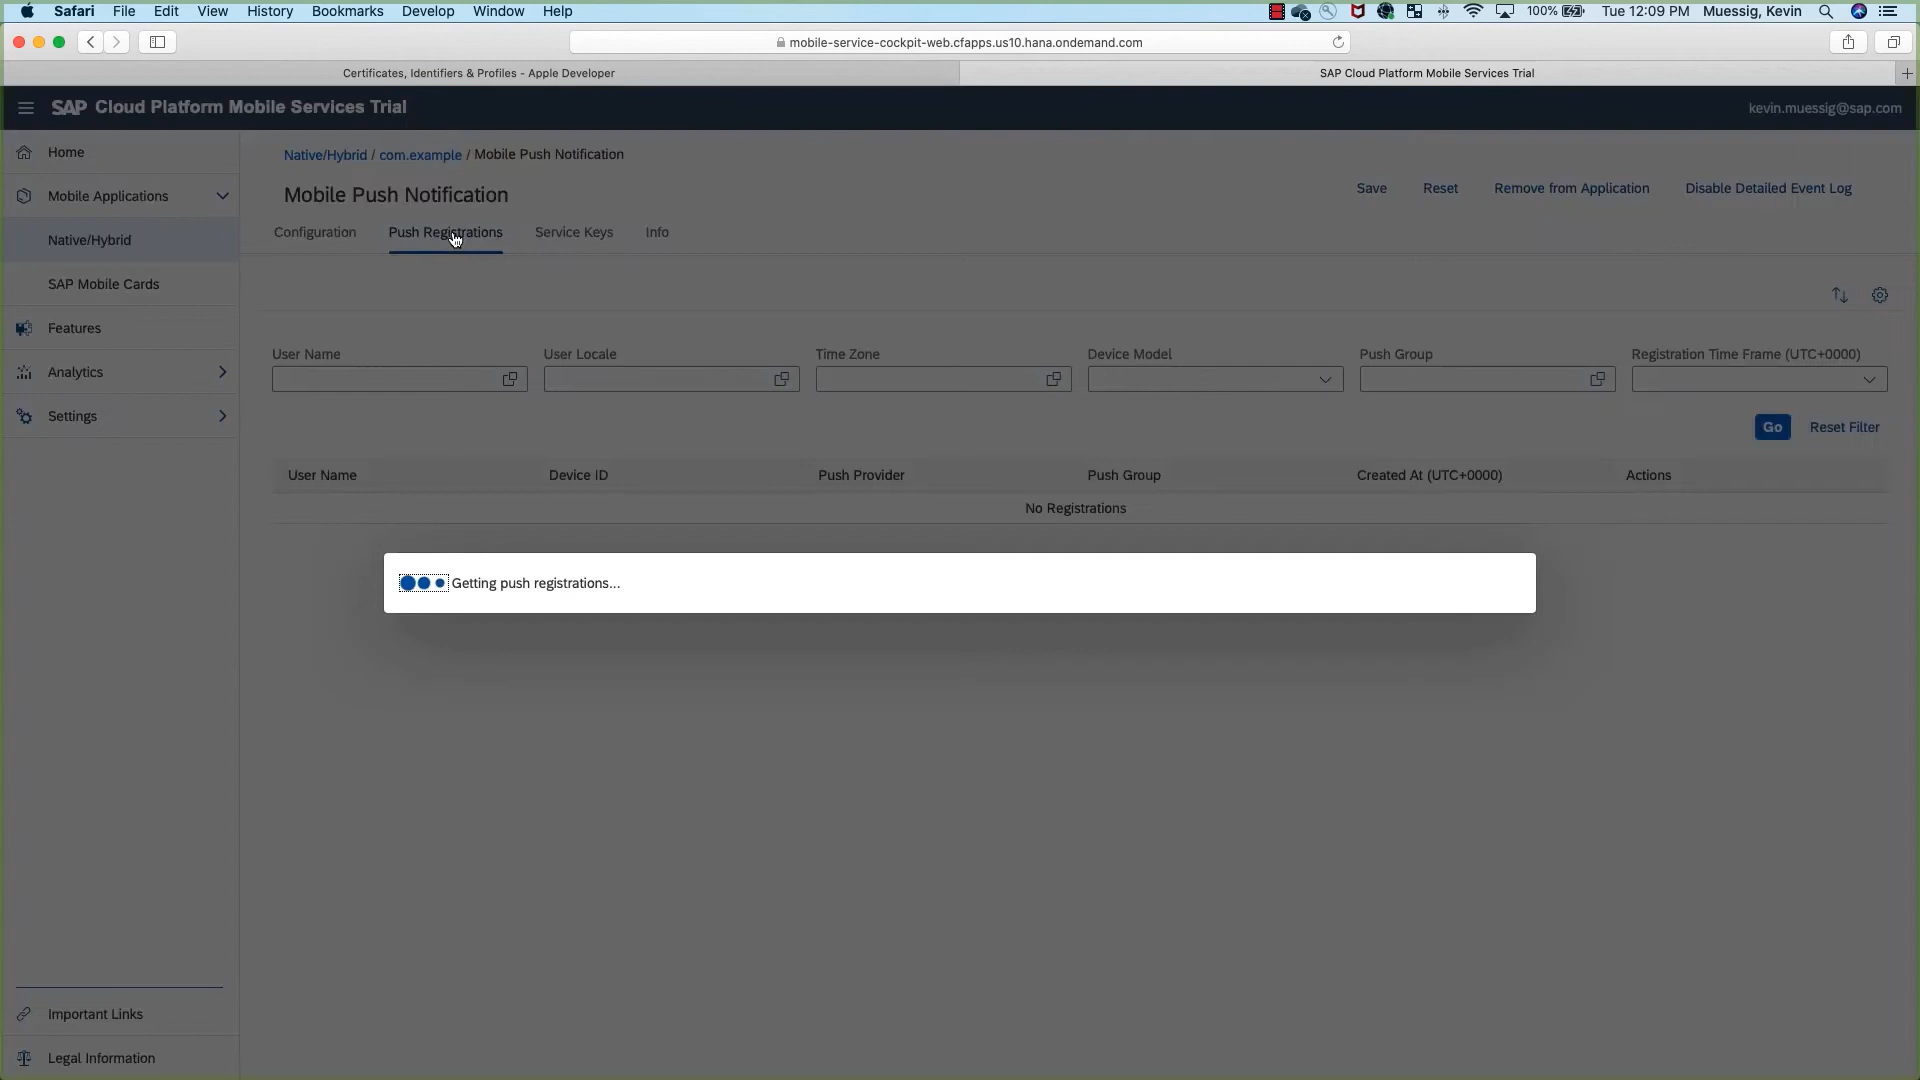 Safari File Edit View History Bookmarks Develop Window Help 100% Tue 12:09 PM Muessig, Kevin
mobile-service-cockpit-web.cfapps.us10.hana.ondemand.com
Certificates, Identifiers & Profiles - Apple Developer
SAP Cloud Platform Mobile Services Trial
SAP Cloud Platform Mobile Services Trial
kevin.muessig@sap.com
Home
Mobile Applications
Native/Hybrid
SAP Mobile Cards
Features
Analytics
Settings
Important Links
Legal Information
Native/Hybrid / com.example / Mobile Push Notification
Mobile Push Notification
Save Reset Remove from Application Disable Detailed Event Log
Configuration Push Registrations Service Keys Info
User Name User Locale Time Zone Device Model Push Group Registration Time Frame (UTC+0000)
Go Reset Filter
User Name Device ID Push Provider Push Group Created At (UTC+0000) Actions
No Registrations
Getting push registrations...